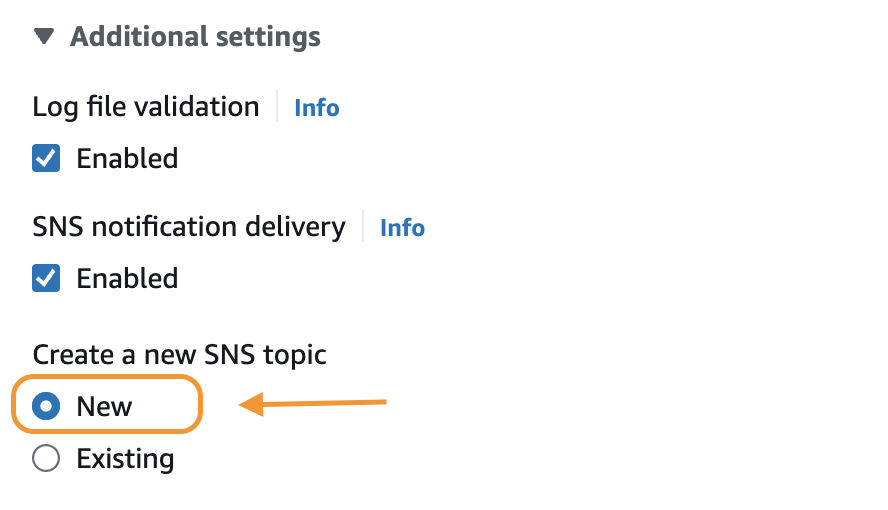 Additional settings
Log file validation Info
Enabled
SNS notification delivery Info
Enabled
Create a new SNS topic
New
Existing